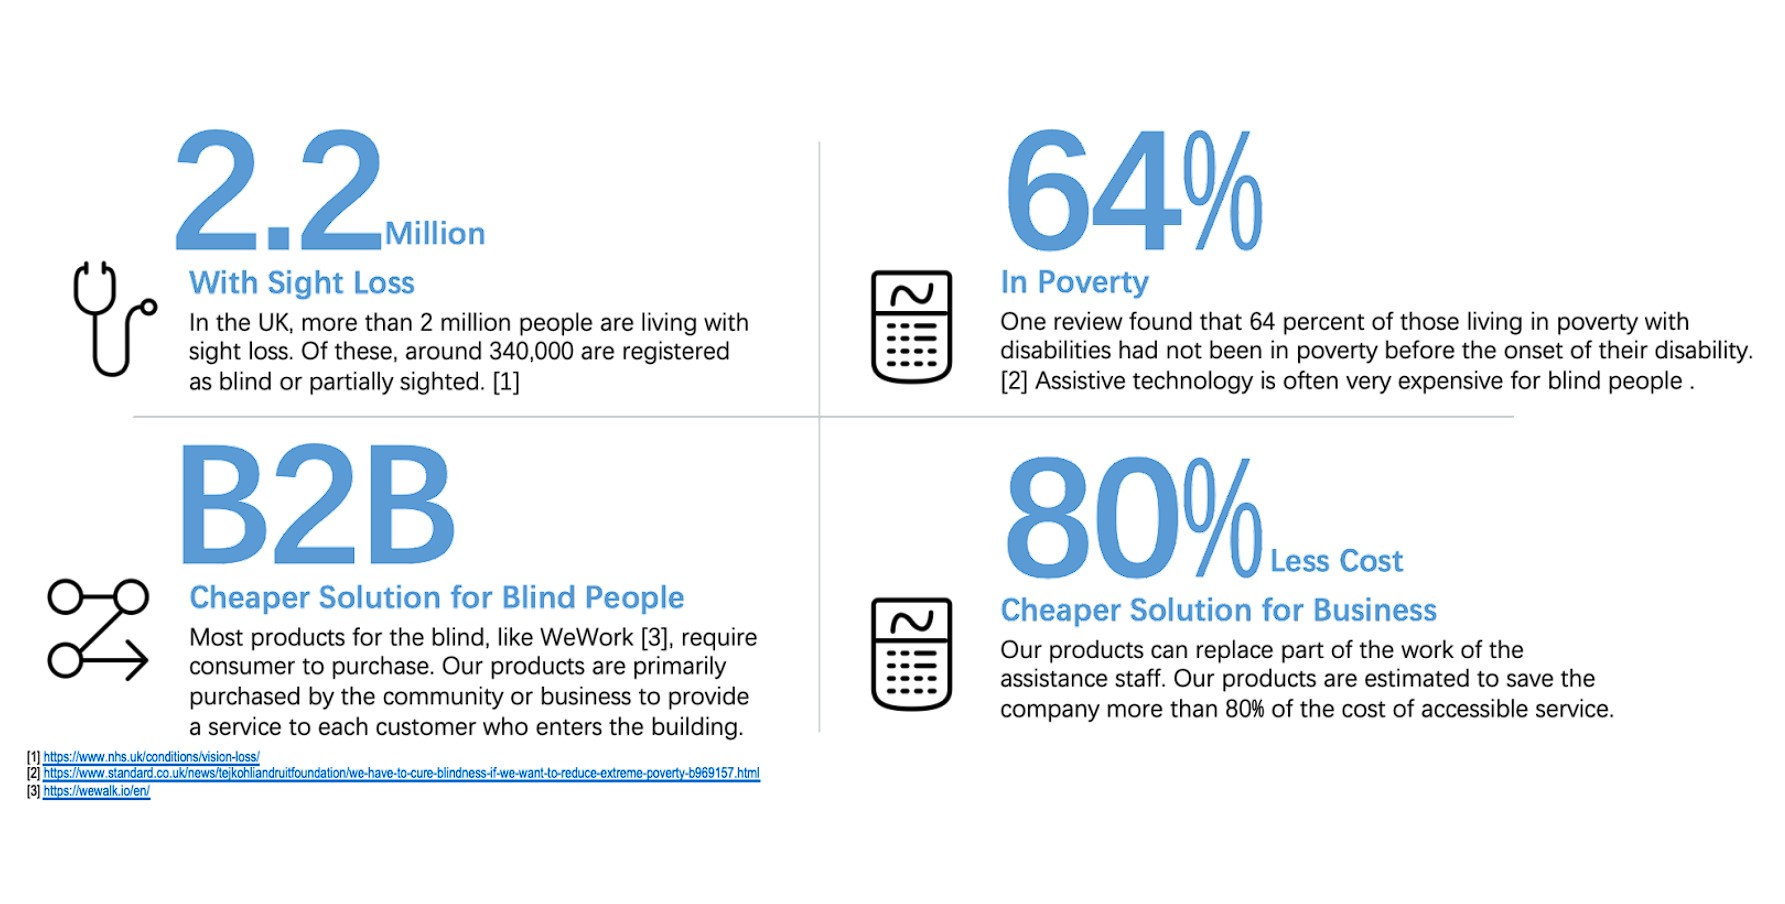 2.2 Million
With Sight Loss
In the UK, more than 2 million people are living with
sight loss. Of these, around 340,000 are registered
as blind or partially sighted. [1]
64%
In Poverty
One review found that 64 percent of those living in poverty with
disabilities had not been in poverty before the onset of their disability.
[2] Assistive technology is often very expensive for blind people .
B2B
Cheaper Solution for Blind People
Most products for the blind, like WeWork [3], require
consumer to purchase. Our products are primarily
purchased by the community or business to provide
a service to each customer who enters the building.
80% Less Cost
Cheaper Solution for Business
Our products can replace part of the work of the
assistance staff. Our products are estimated to save the
company more than 80% of the cost of accessible service.
[1] https://www.nhs.uk/conditions/vision-loss/
[2] https://www.standard.co.uk/news/tejkohliandruitfoundation/we-have-to-cure-blindness-if-we-want-to-reduce-extreme-poverty-b969157.html
[3] https://wewalk.io/en/